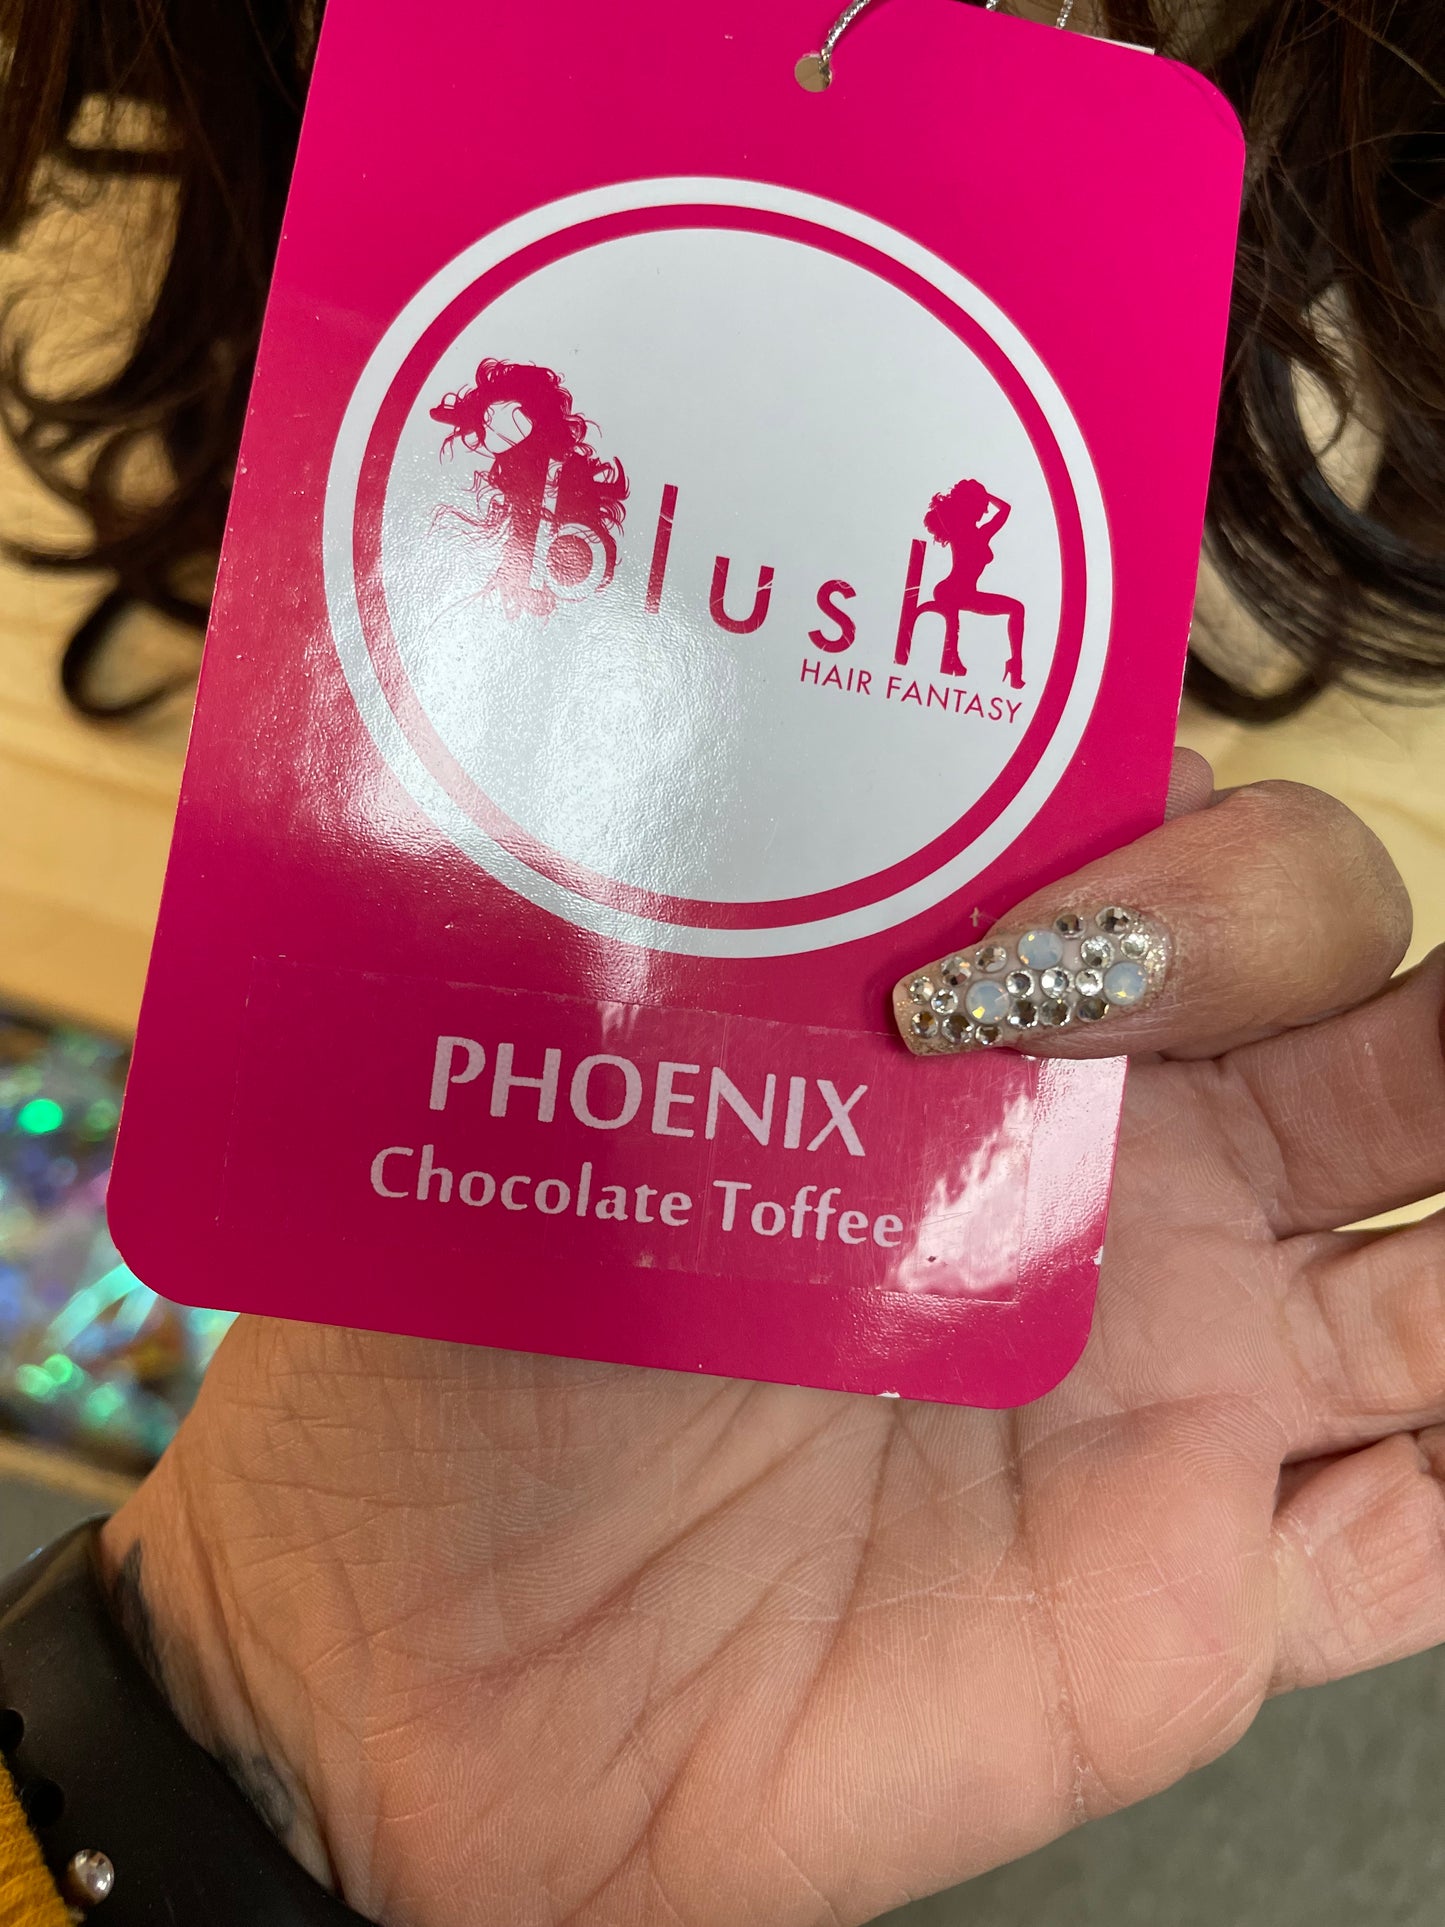 blush
HAIR FANTASY
PHOENIX
Chocolate Toffee